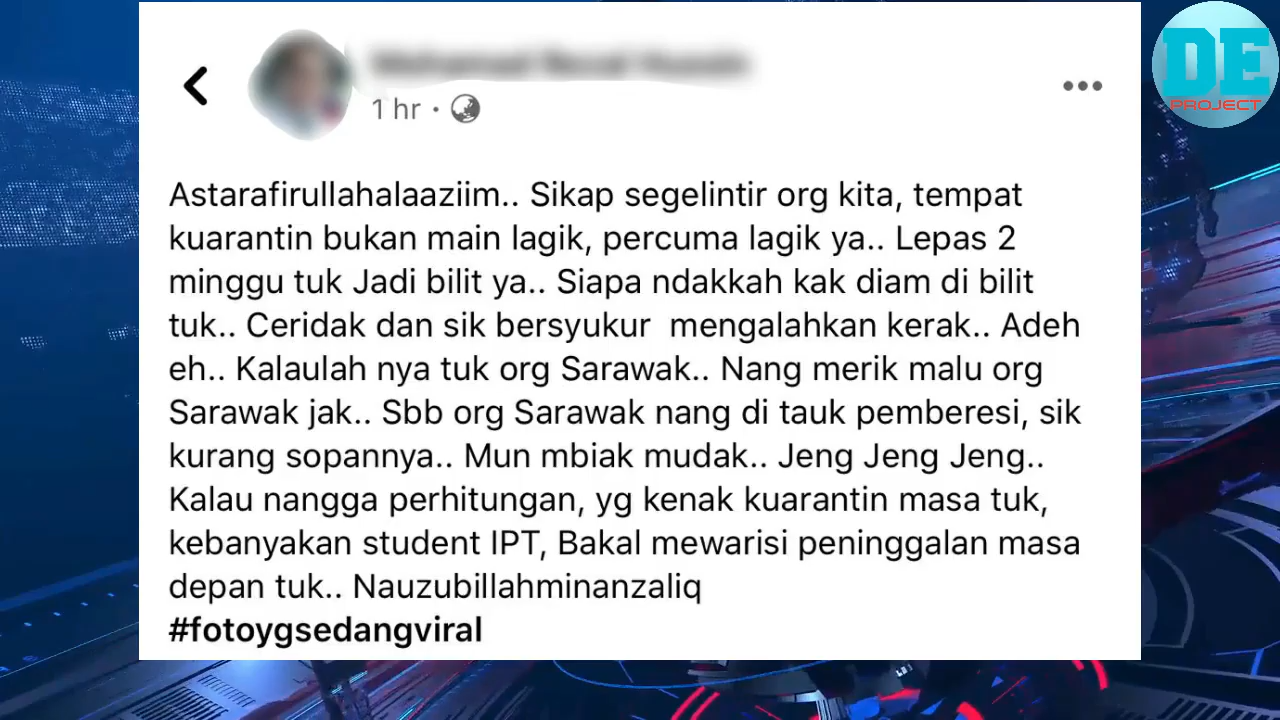 DE
PROJECT
1 hr ·
Astarafirullahalaaziim.. Sikap segelintir org kita, tempat
kuarantin bukan main lagik, percuma lagik ya.. Lepas 2
minggu tuk Jadi bilit ya.. Siapa ndakkah kak diam di bilit
tuk.. Ceridak dan sik bersyukur  mengalahkan kerak.. Adeh
eh.. Kalaulah nya tuk org Sarawak.. Nang merik malu org
Sarawak jak.. Sbb org Sarawak nang di tauk pemberesi, sik
kurang sopannya.. Mun mbiak mudak.. Jeng Jeng Jeng..
Kalau nangga perhitungan, yg kenak kuarantin masa tuk,
kebanyakan student IPT, Bakal mewarisi peninggalan masa
depan tuk.. Nauzubillahminanzaliq
#fotoygsedangviral